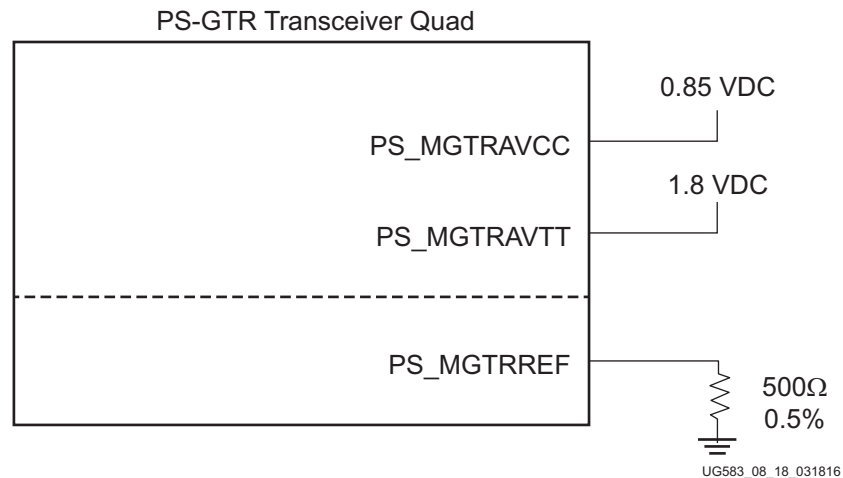 PS-GTR Transceiver Quad
0.85 VDC
PS_MGTRAVCC
1.8 VDC
PS_MGTRAVTT
PS_MGTRREF
500Ω
0.5%
UG583_08_18_031816